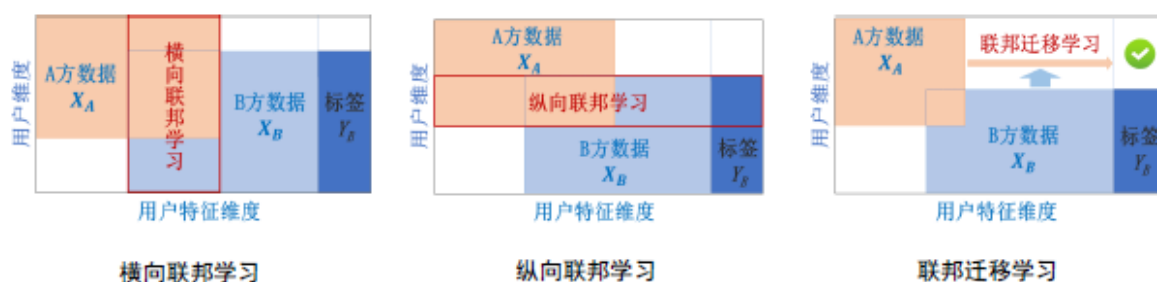 用户维度
A方数据
X_A
横向联邦学习
B方数据
X_B
标签
Y_B
用户特征维度
横向联邦学习
用户维度
A方数据
X_A
纵向联邦学习
B方数据
X_B
标签
Y_B
用户特征维度
纵向联邦学习
用户维度
A方数据
X_A
联邦迁移学习
B方数据
X_B
标签
Y_B
用户特征维度
联邦迁移学习